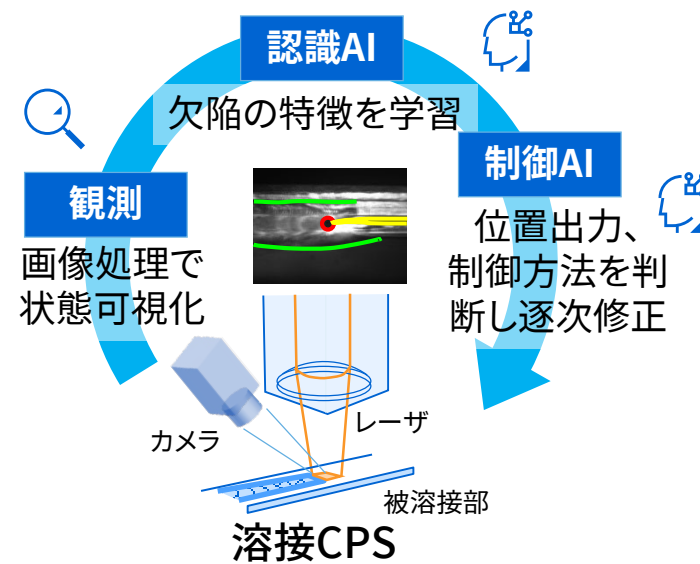 認識AI
欠陥の特徴を学習
制御AI
位置出力、
制御方法を判
断し逐次修正
観測
画像処理で
状態可視化
カメラ
レーザ
被溶接部
溶接CPS